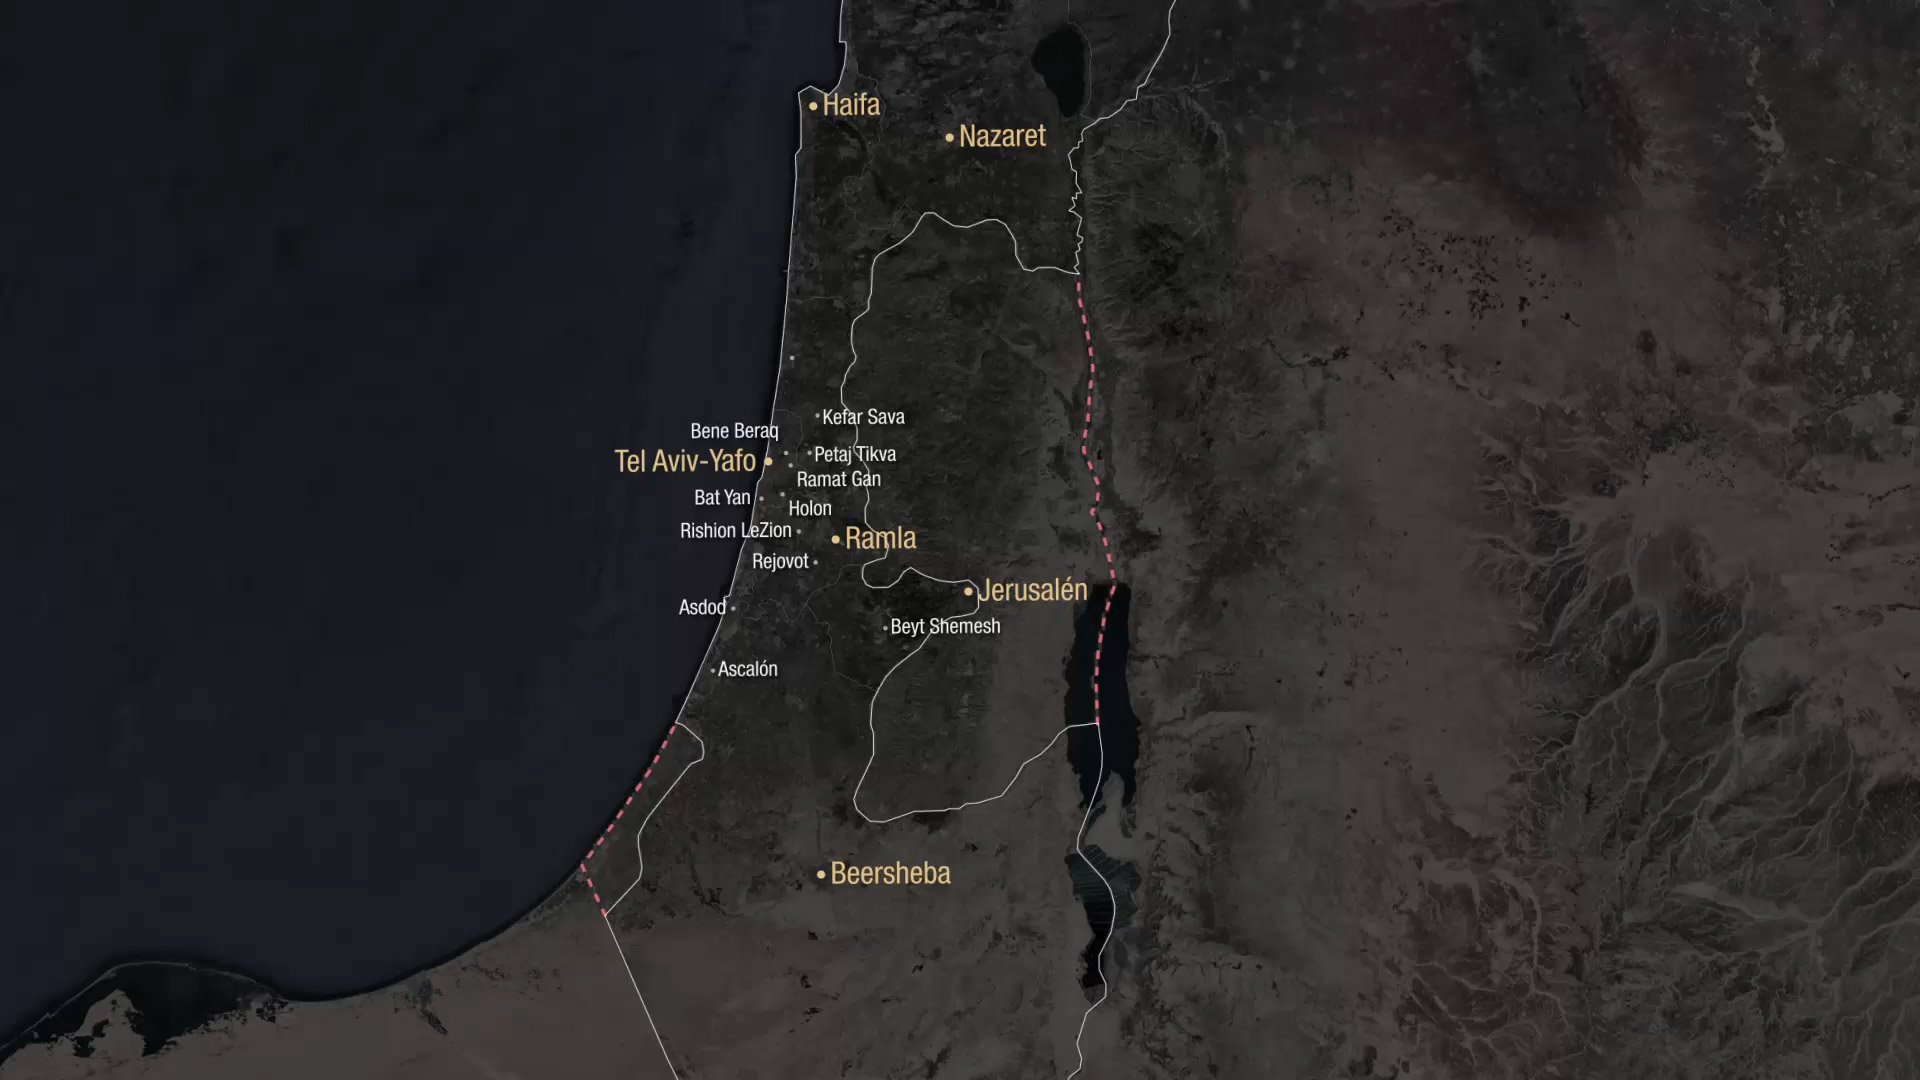 Haifa
Nazaret
Kefar Sava
Bene Beraq
Petaj Tikva
Tel Aviv-Yafo
Ramat Gan
Bat Yan
Holon
Rishion LeZion
Ramla
Rejovot
Jerusalén
Asdod
Beyt Shemesh
Ascalón
Beersheba